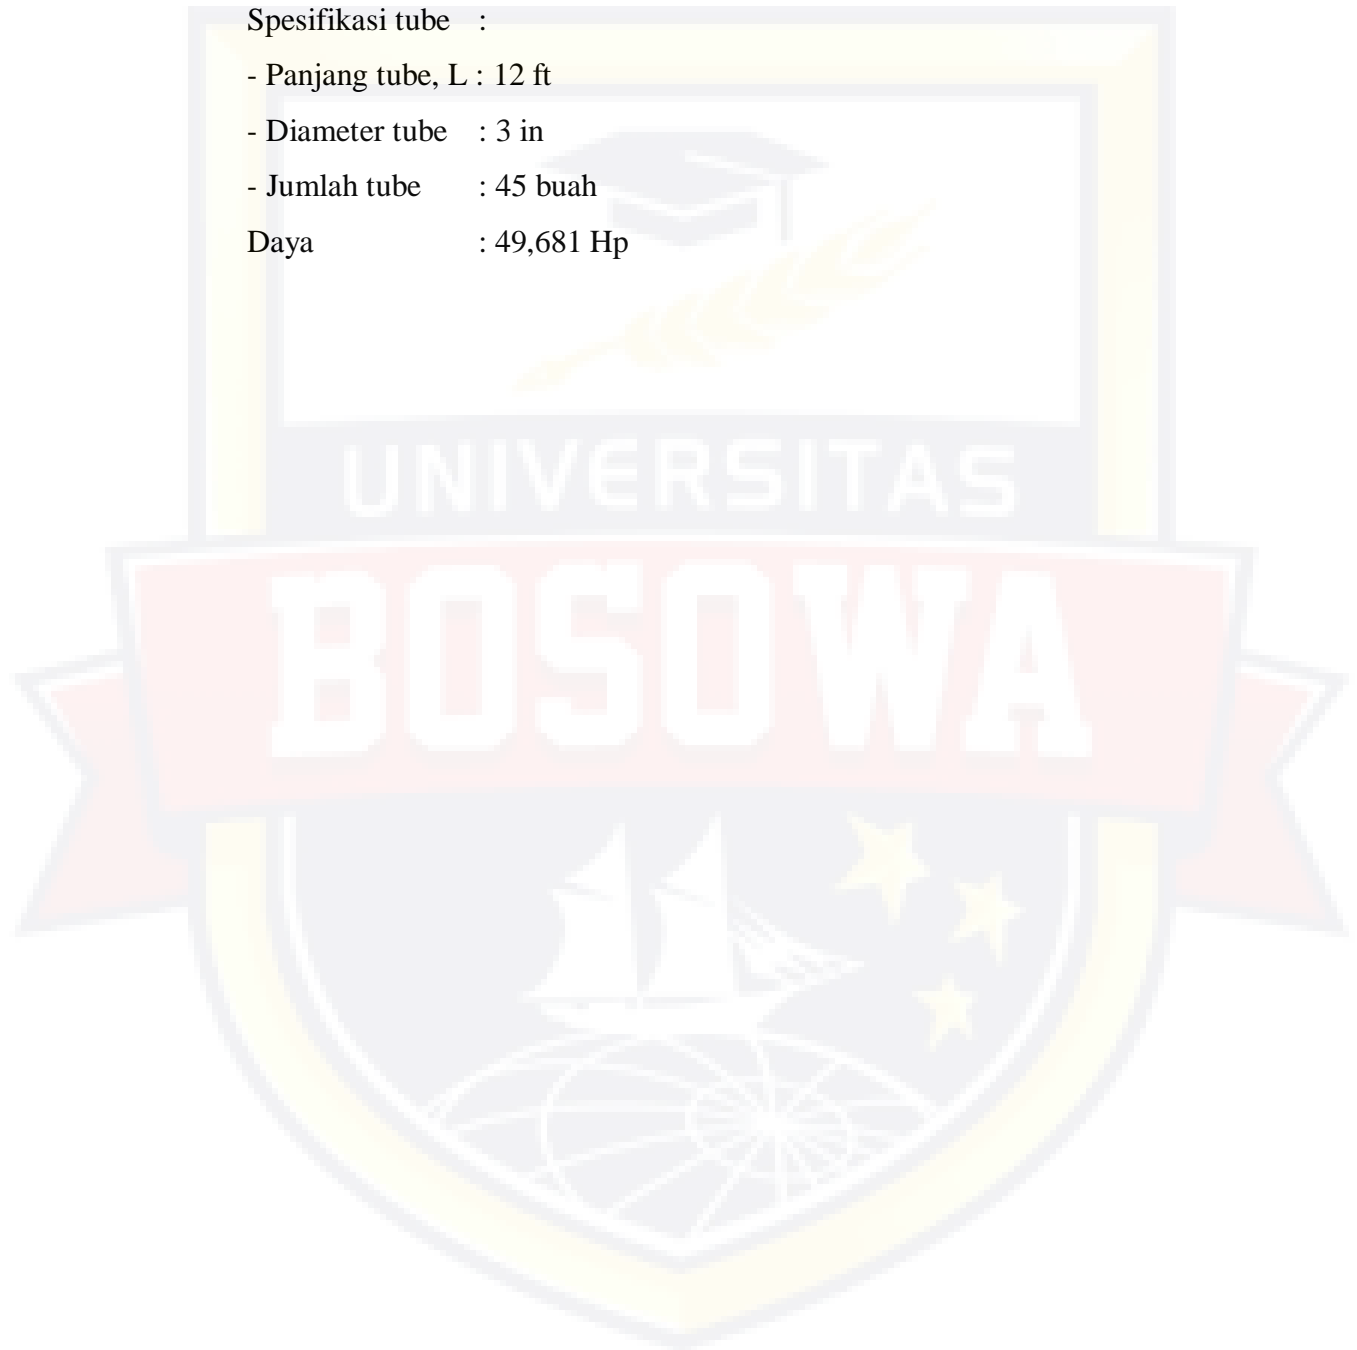 Spesifikasi tube :
- Panjang tube, L : 12 ft
- Diameter tube : 3 in
- Jumlah tube : 45 buah
Daya : 49,681 Hp
UNIVERSITAS
BOSOWA